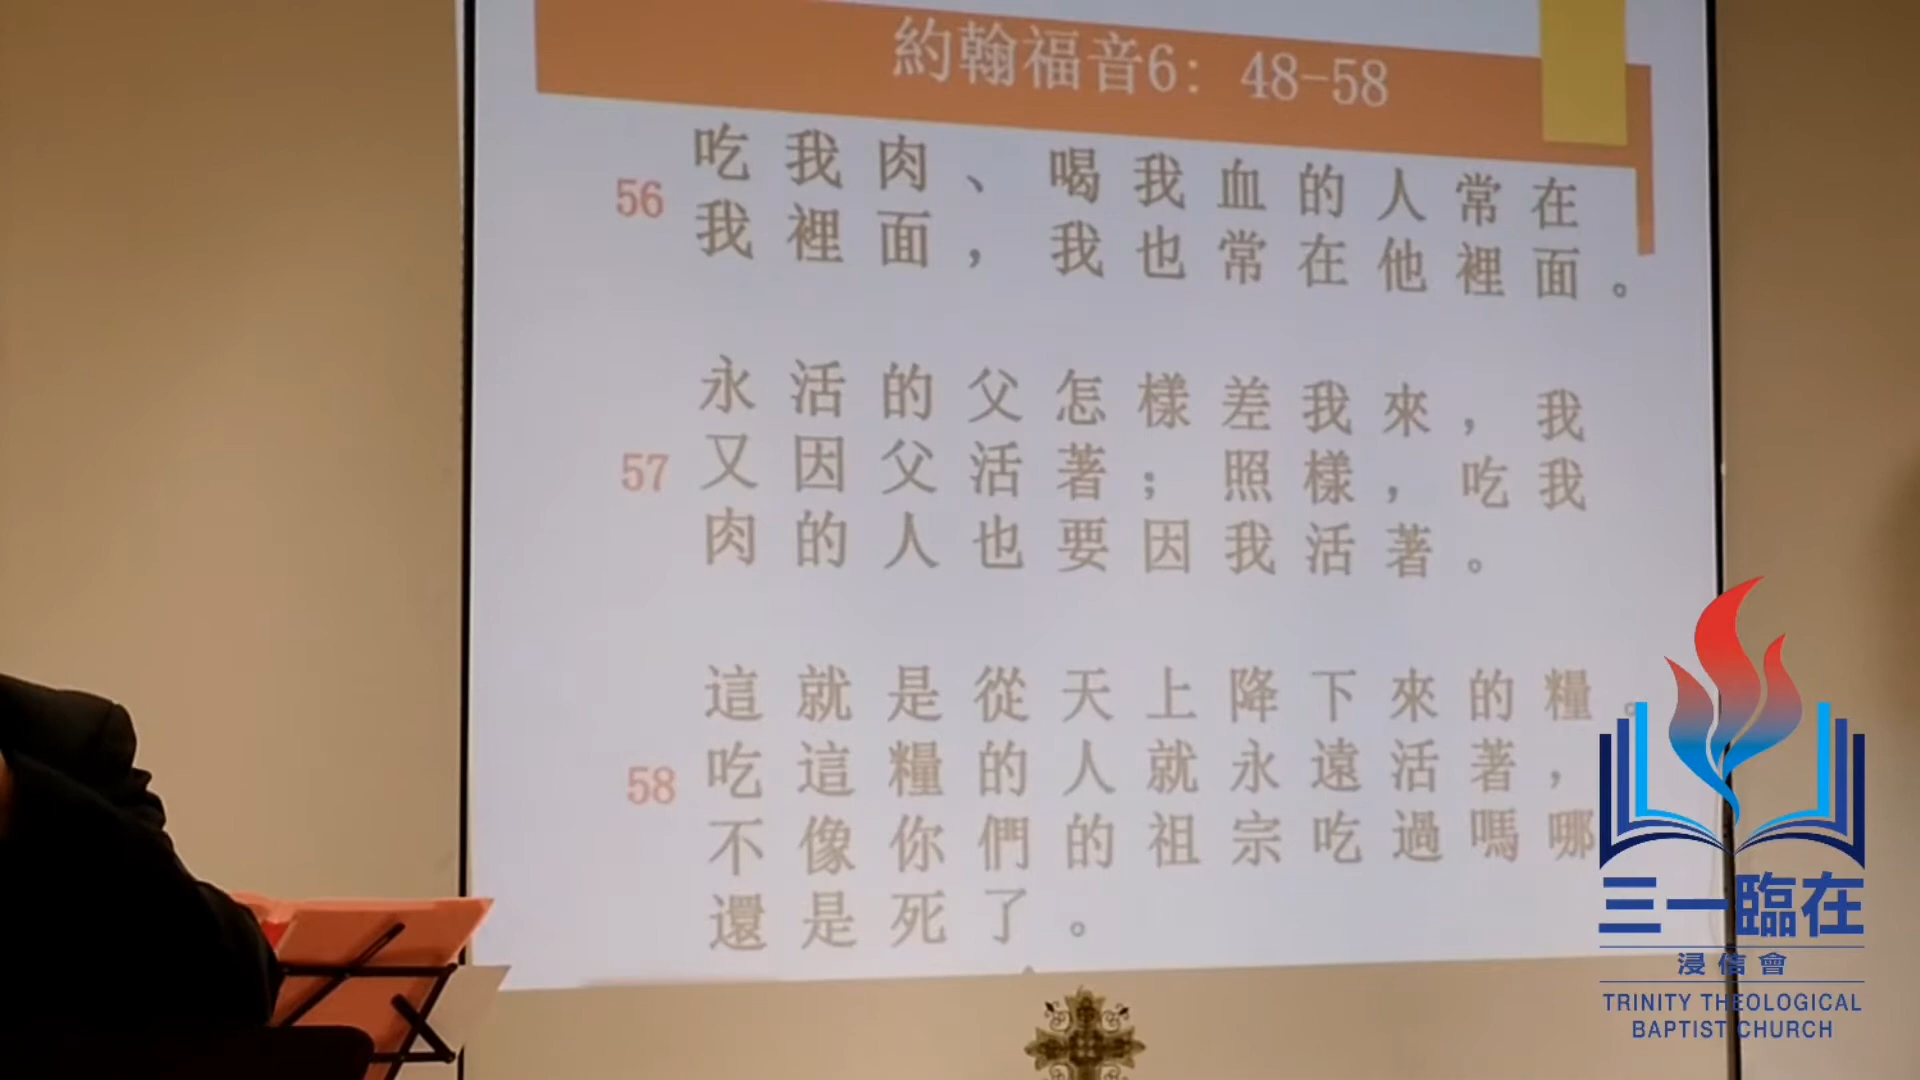 約翰福音6：48-58
56 吃我肉、喝我血的人常在
我裡面，我也常在他裡面。
永活的父怎樣差我來，我
57 又因父活著；照樣，吃我
肉的人也要因我活著。
這就是從天上降下來的糧。
58 吃這糧的人就永遠活著，
不像你們的祖宗吃過嗎哪
還是死了。
三一臨在
浸信會
TRINITY THEOLOGICAL
BAPTIST CHURCH